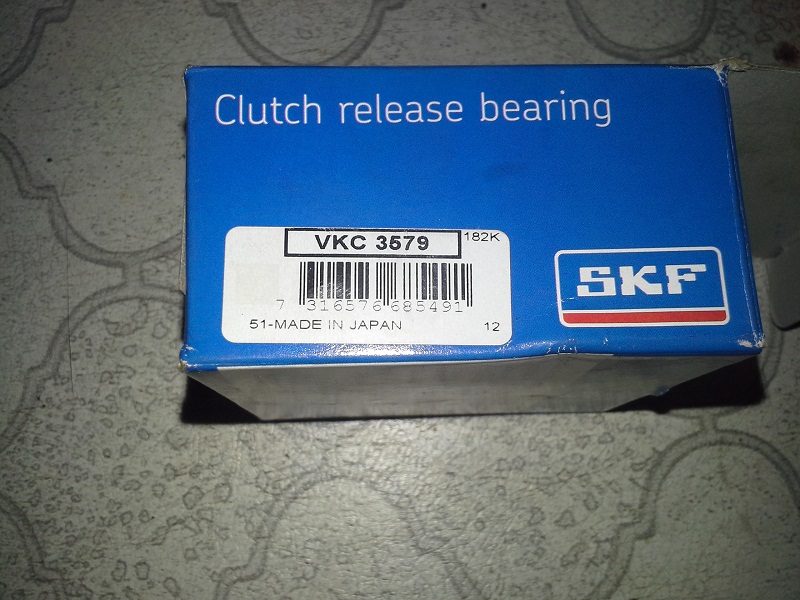 Clutch release bearing
VKC 3579
182K
7 316576 685491
51-MADE IN JAPAN
12
SKF